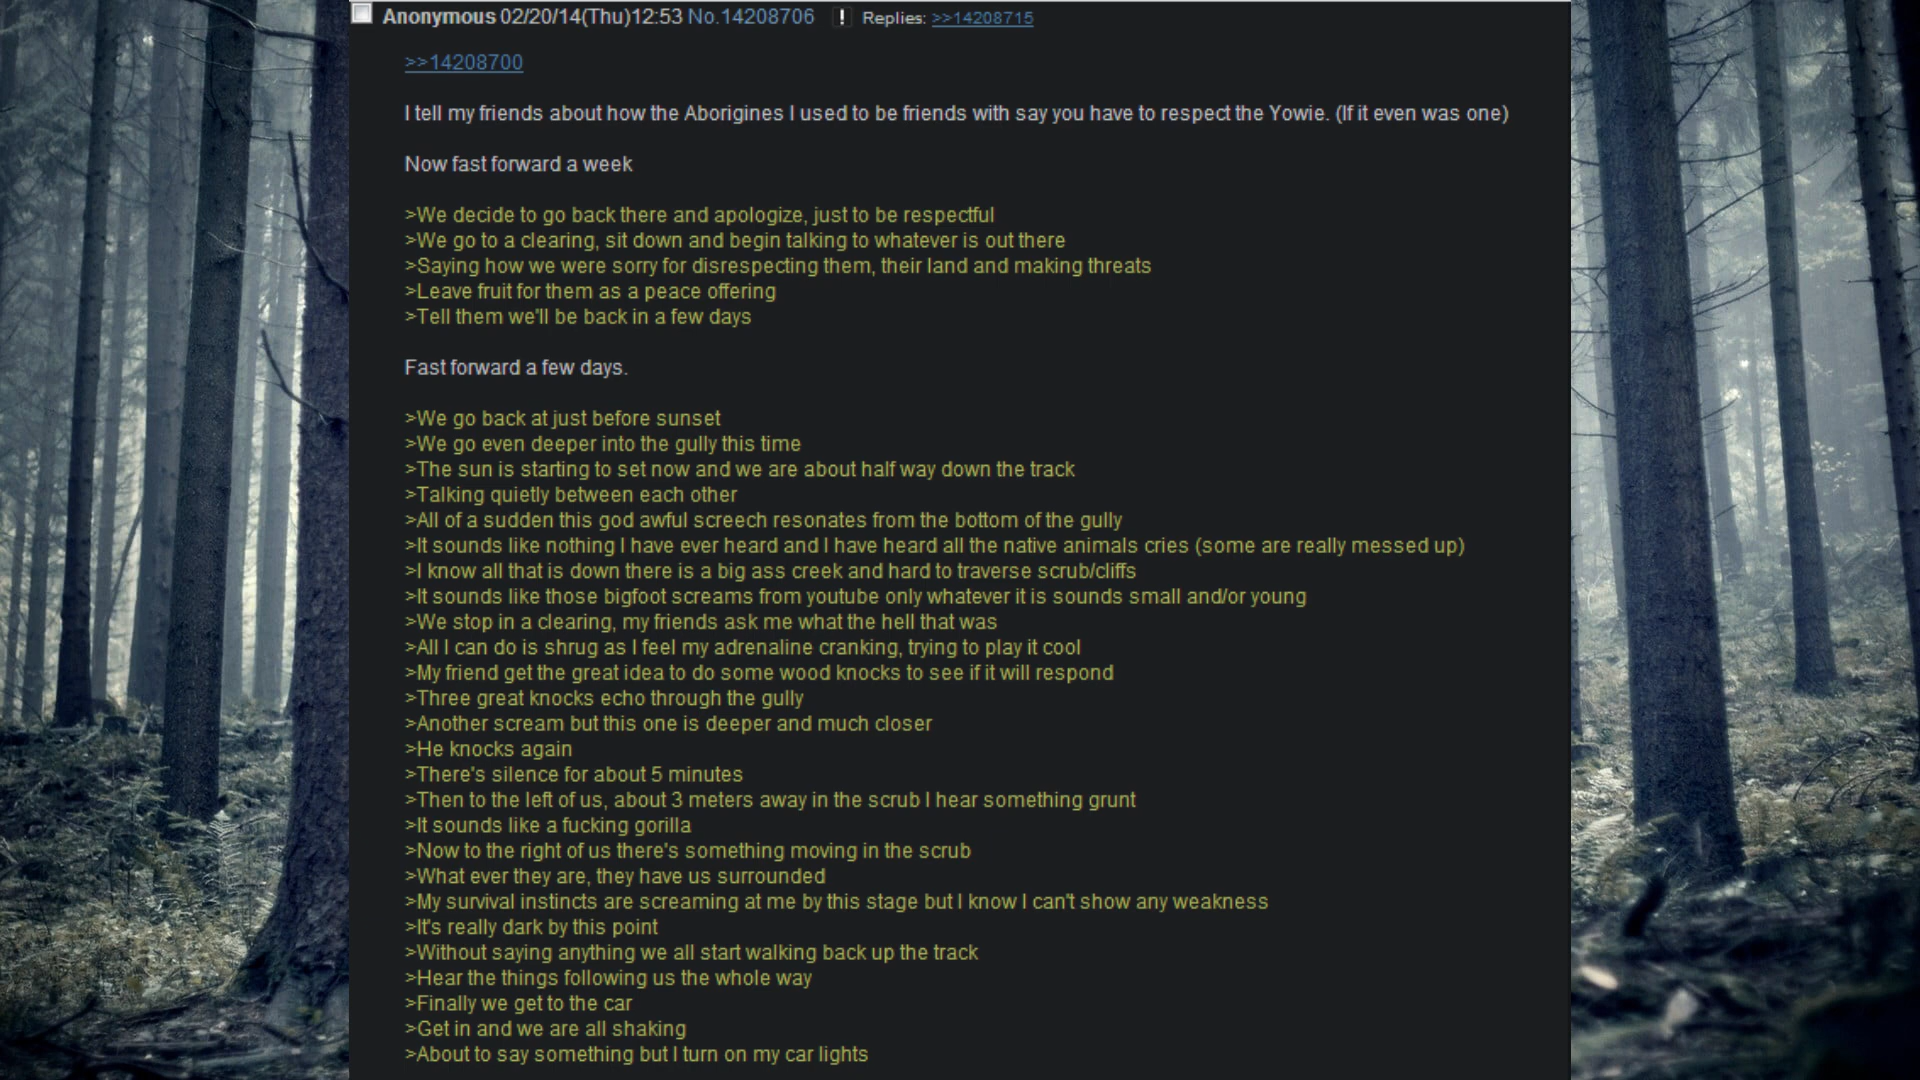 Anonymous 02/20/14(Thu)12:53 No.14208706 ! Replies: >>14208715
>>14208700
I tell my friends about how the Aborigines I used to be friends with say you have to respect the Yowie. (If it even was one)
Now fast forward a week
>We decide to go back there and apologize, just to be respectful
>We go to a clearing, sit down and begin talking to whatever is out there
>Saying how we were sorry for disrespecting them, their land and making threats
>Leave fruit for them as a peace offering
>Tell them we'll be back in a few days
Fast forward a few days.
>We go back at just before sunset
>We go even deeper into the gully this time
>The sun is starting to set now and we are about half way down the track
>Talking quietly between each other
>All of a sudden this god awful screech resonates from the bottom of the gully
>It sounds like nothing I have ever heard and I have heard all the native animals cries (some are really messed up)
>I know all that is down there is a big ass creek and hard to traverse scrub/cliffs
>It sounds like those bigfoot screams from youtube only whatever it is sounds small and/or young
>We stop in a clearing, my friends ask me what the hell that was
>All I can do is shrug as I feel my adrenaline cranking, trying to play it cool
>My friend get the great idea to do some wood knocks to see if it will respond
>Three great knocks echo through the gully
>Another scream but this one is deeper and much closer
>He knocks again
>There's silence for about 5 minutes
>Then to the left of us, about 3 meters away in the scrub I hear something grunt
>It sounds like a fucking gorilla
>Now to the right of us there's something moving in the scrub
>What ever they are, they have us surrounded
>My survival instincts are screaming at me by this stage but I know I can't show any weakness
>It's really dark by this point
>Without saying anything we all start walking back up the track
>Hear the things following us the whole way
>Finally we get to the car
>Get in and we are all shaking
>About to say something but I turn on my car lights